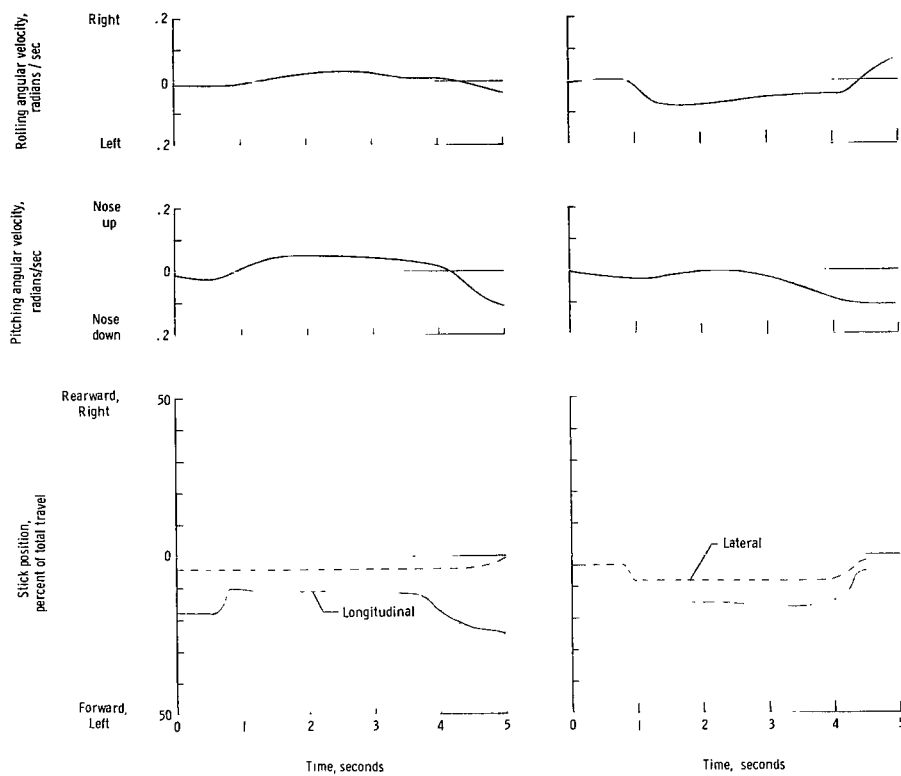 Right
.2
Rolling angular velocity,
radians / sec
0
Left
.2
Nose
up
.2
Pitching angular velocity,
radians/sec
0
Nose
down
.2
Rearward,
Right
50
Stick position,
percent of total travel
0
Longitudinal
Lateral
Forward,
Left
50
0 1 2 3 4 5
0 1 2 3 4 5
Time, seconds
Time, seconds